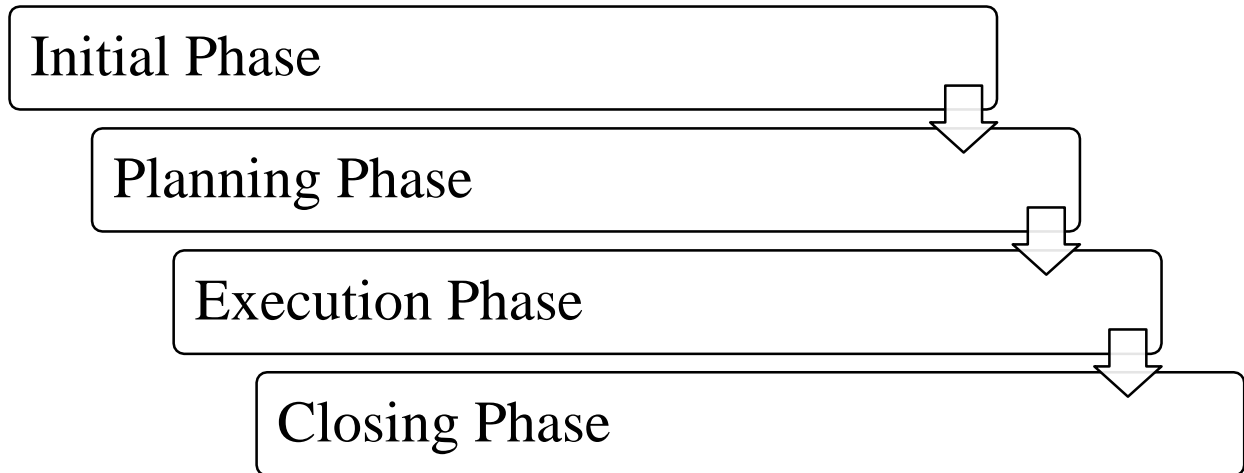 Initial Phase
Planning Phase
Execution Phase
Closing Phase